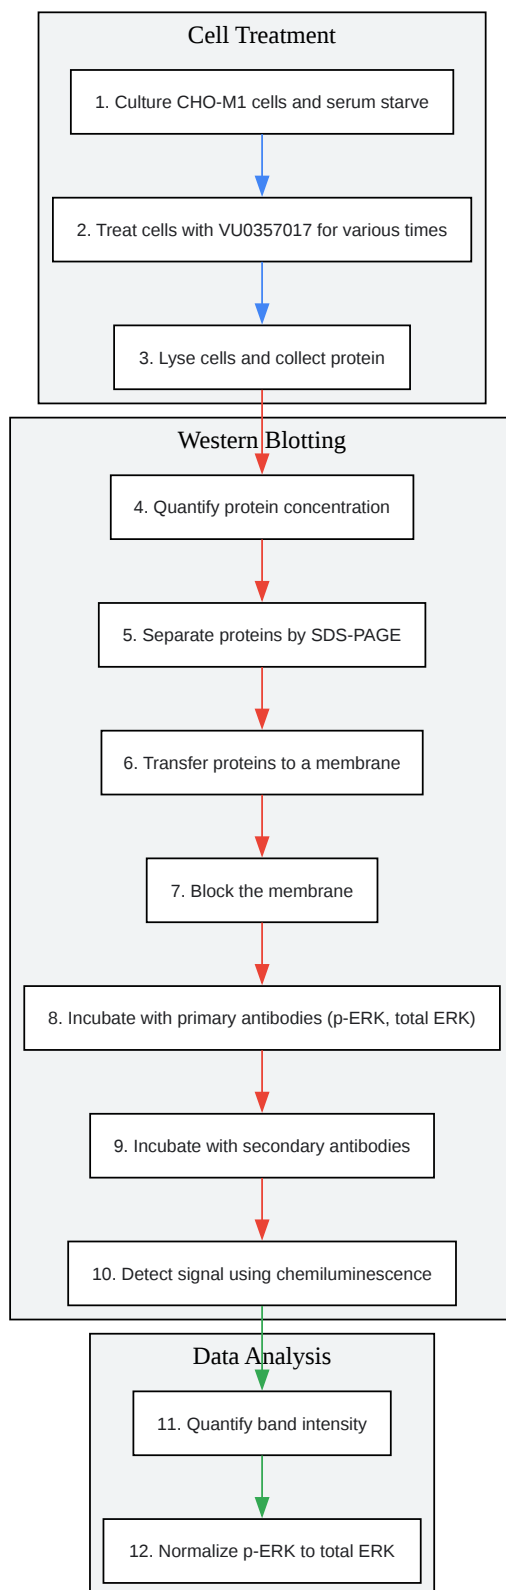 Cell Treatment
1. Culture CHO-M1 cells and serum starve
2. Treat cells with VU0357017 for various times
3. Lyse cells and collect protein
Western Blotting
4. Quantify protein concentration
5. Separate proteins by SDS-PAGE
6. Transfer proteins to a membrane
7. Block the membrane
8. Incubate with primary antibodies (p-ERK, total ERK)
9. Incubate with secondary antibodies
10. Detect signal using chemiluminescence
Data Analysis
11. Quantify band intensity
12. Normalize p-ERK to total ERK